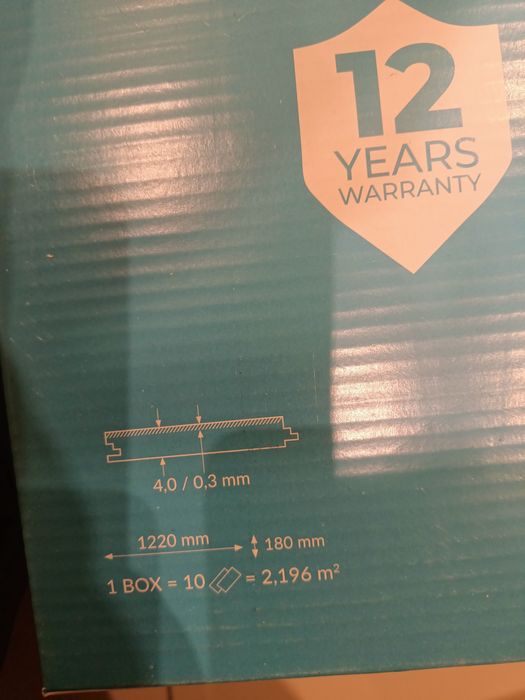 12
YEARS
WARRANTY
4,0 / 0,3 mm
1220 mm 180 mm
1 BOX = 10 = 2,196 m²